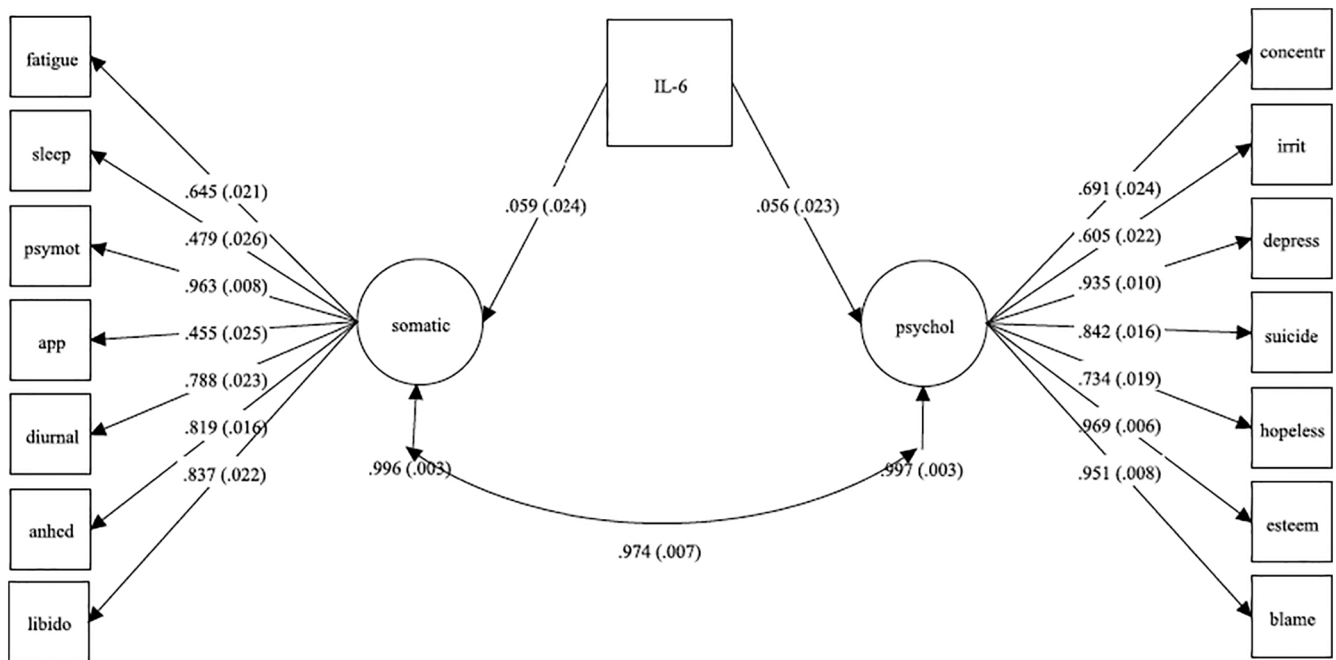 fatigue
sleep
psymot
app
diurnal
anhed
libido
.645 (.021)
.479 (.026)
.963 (.008)
.455 (.025)
.788 (.023)
.819 (.016)
.837 (.022)
somatic
IL-6
.059 (.024)
.056 (.023)
.996 (.003)
.997 (.003)
.974 (.007)
psychol
.691 (.024)
.605 (.022)
.935 (.010)
.842 (.016)
.734 (.019)
.969 (.006)
.951 (.008)
concentr
irrit
depress
suicide
hopeless
esteem
blame